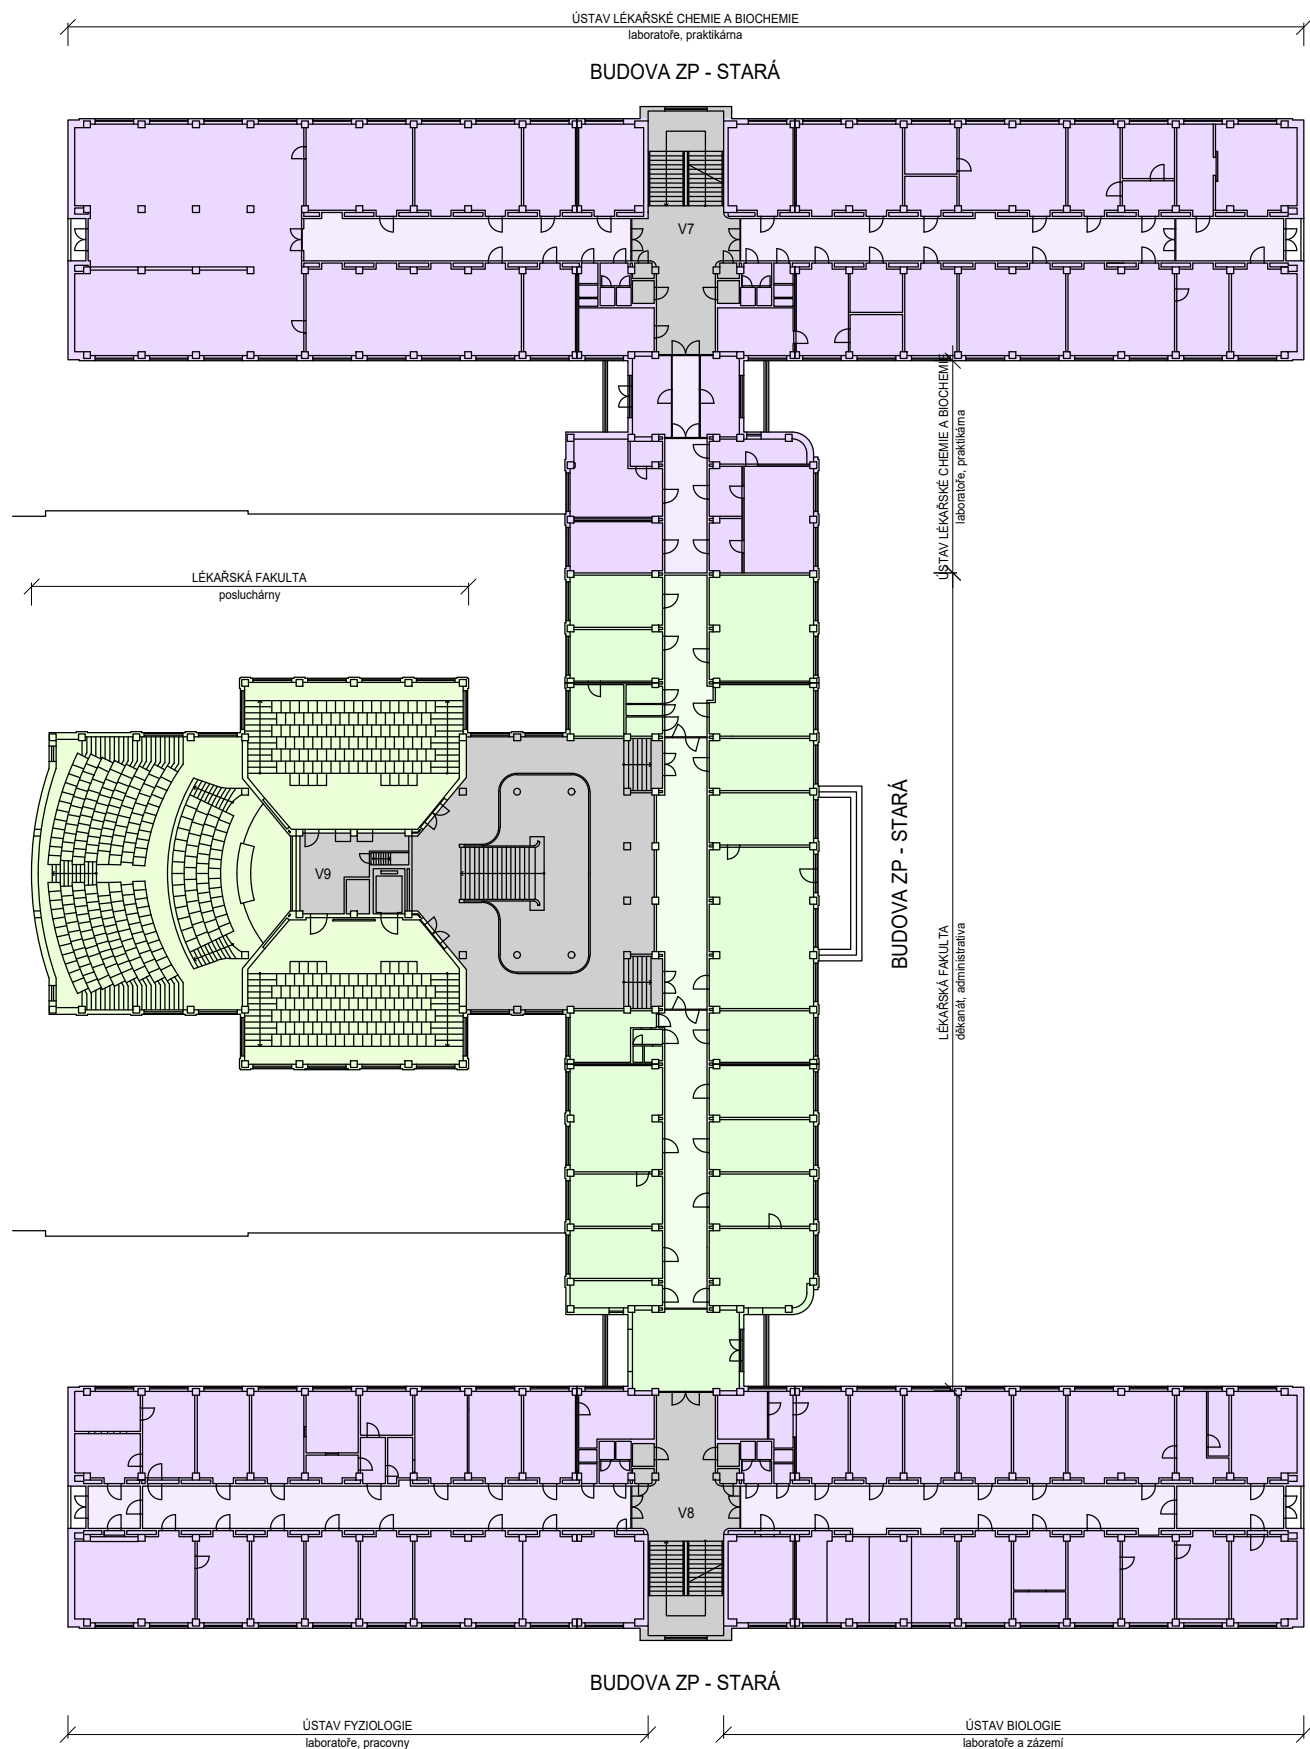 ÚSTAV LÉKAŘSKÉ CHEMIE A BIOCHEMIE
laboratoře, praktikárna
BUDOVA ZP - STARÁ
V7
ÚSTAV LÉKAŘSKÉ CHEMIE A BIOCHEMIE
laboratoře, praktikárna
LÉKAŘSKÁ FAKULTA
posluchárny
V9
BUDOVA ZP - STARÁ
LÉKAŘSKÁ FAKULTA
děkanát, administrativa
V8
BUDOVA ZP - STARÁ
ÚSTAV FYZIOLOGIE
laboratoře, pracovny
ÚSTAV BIOLOGIE
laboratoře a zázemí